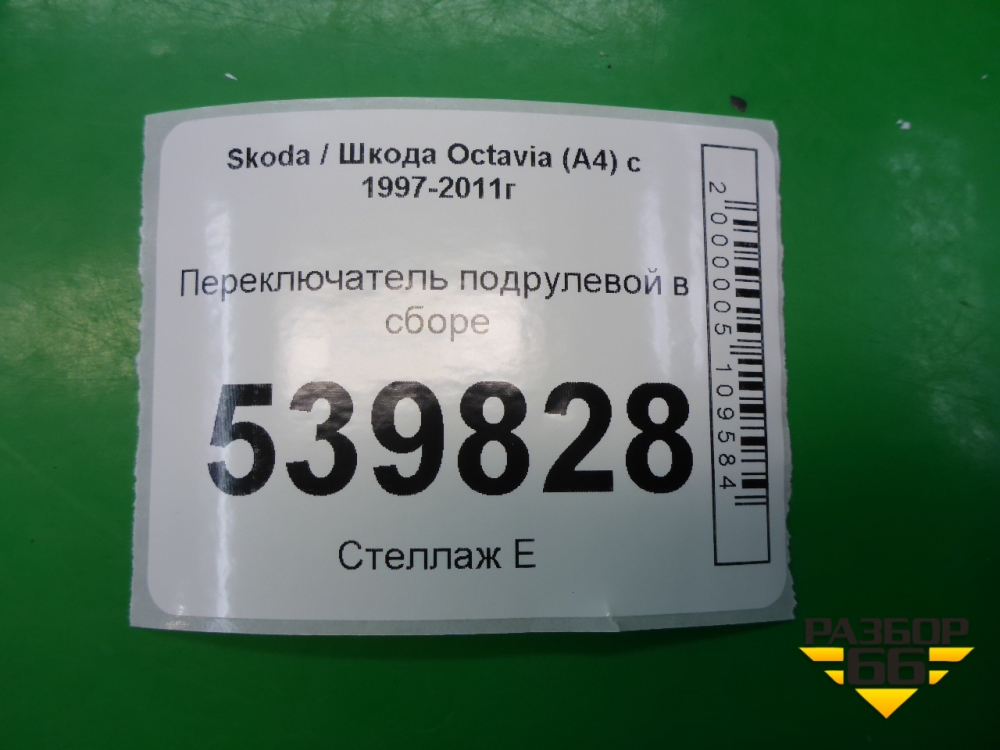 Skoda / Шкода Octavia (A4) с
1997-2011г
Переключатель подрулевой в
сборе
539828
Стеллаж Е
2 000005 109584
РАЗБОР
66